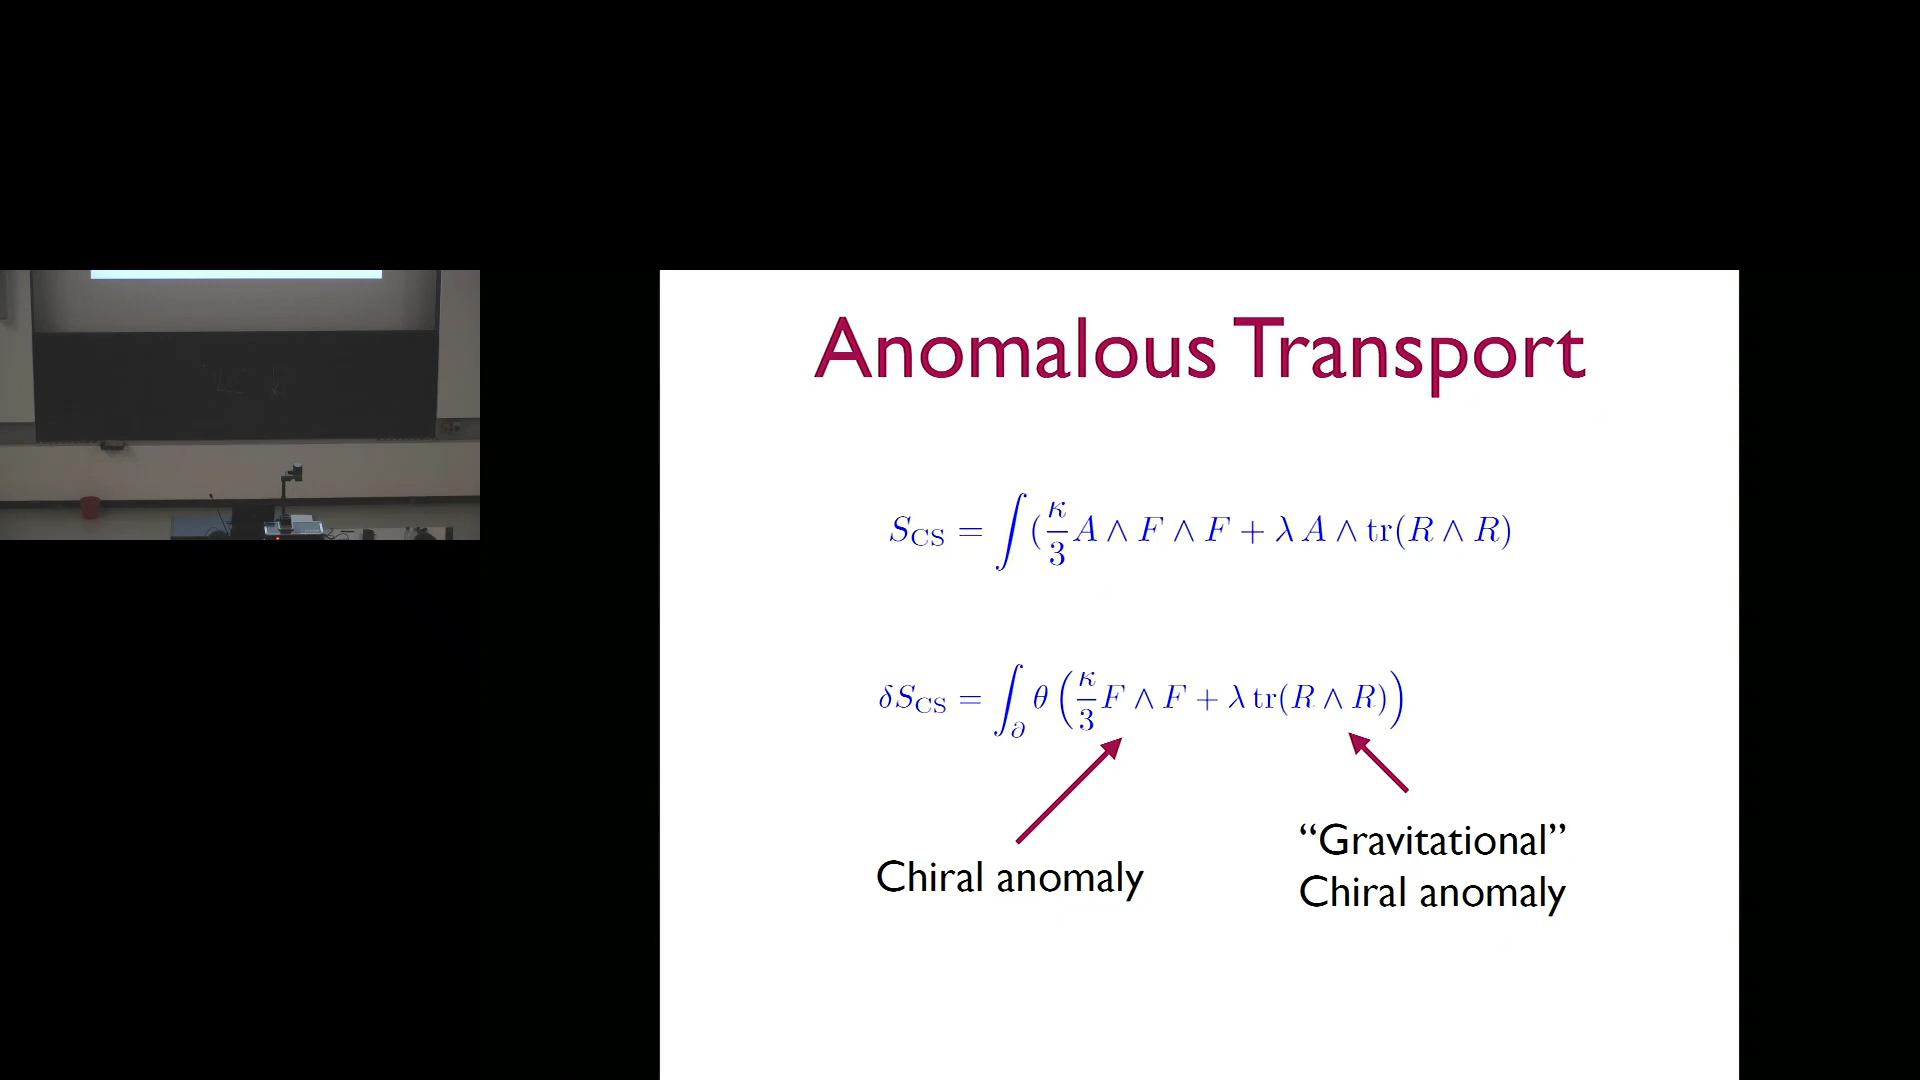 Anomalous Transport
S_CS = ∫ (κ/3 A ∧ F ∧ F + λ A ∧ tr(R ∧ R)
δS_CS = ∫_∂ θ (κ/3 F ∧ F + λ tr(R ∧ R))
Chiral anomaly
“Gravitational”
Chiral anomaly